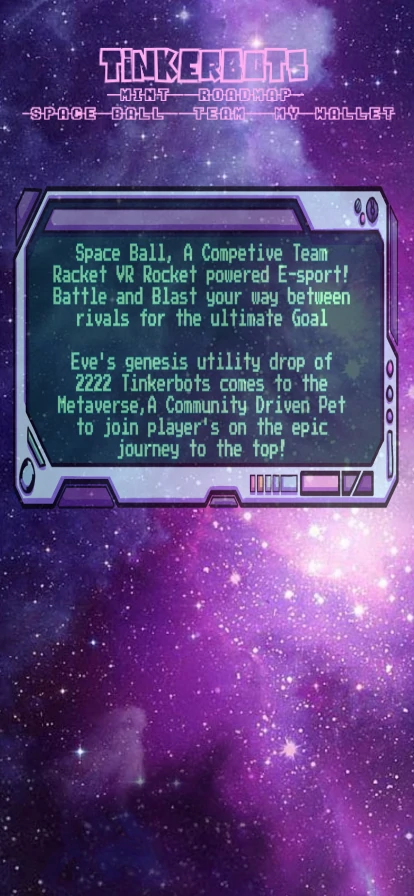 TINKERBOTS
MINT ROADMAP
SPACE BALL TEAM MY WALLET
Space Ball, A Competive Team
Racket VR Rocket powered E-sport!
Battle and Blast your way between
rivals for the ultimate Goal
Eve's genesis utility drop of
2222 Tinkerbots comes to the
Metaverse,A Community Driven Pet
to join player's on the epic
journey to the top!